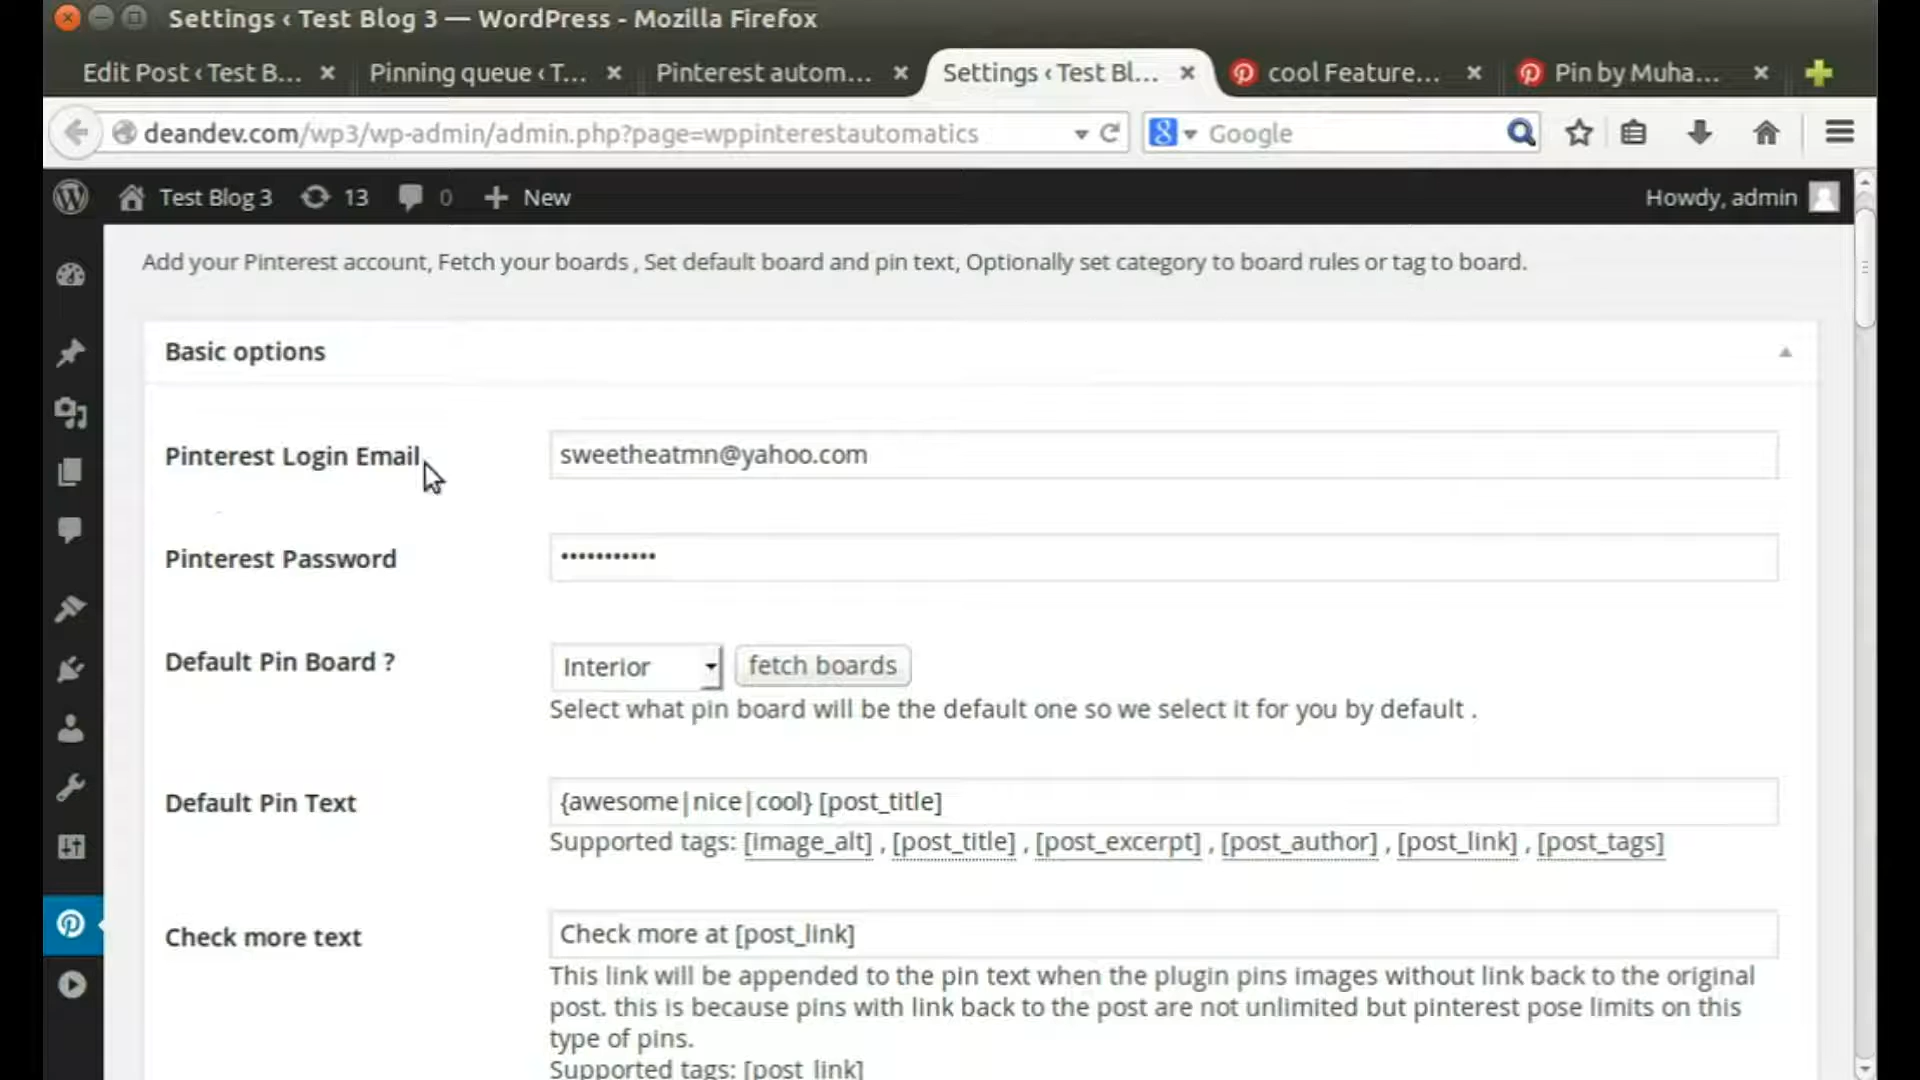 Settings ‹ Test Blog 3 — WordPress - Mozilla Firefox
Edit Post ‹ Test B... Pinning queue ‹ T... Pinterest autom... Settings ‹ Test Bl... cool Feature... Pin by Muha...
deandev.com/wp3/wp-admin/admin.php?page=wppinterestautomatics Google
Test Blog 3 13 0 New Howdy, admin
Add your Pinterest account, Fetch your boards , Set default board and pin text, Optionally set category to board rules or tag to board.
Basic options
Pinterest Login Email sweetheatmn@yahoo.com
Pinterest Password •••••••••••
Default Pin Board ? Interior fetch boards
Select what pin board will be the default one so we select it for you by default .
Default Pin Text {awesome|nice|cool} [post_title]
Supported tags: [image_alt] , [post_title] , [post_excerpt] , [post_author] , [post_link] , [post_tags]
Check more text Check more at [post_link]
This link will be appended to the pin text when the plugin pins images without link back to the original
post. this is because pins with link back to the post are not unlimited but pinterest pose limits on this
type of pins.
Supported tags: [post_link]